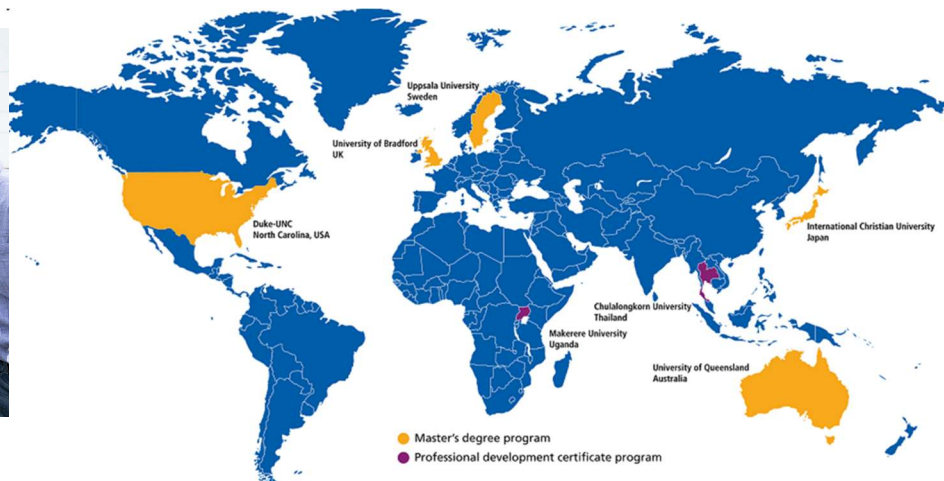 Uppsala University
Sweden
University of Bradford
UK
Duke-UNC
North Carolina, USA
International Christian University
Japan
Chulalongkorn University
Thailand
Makerere University
Uganda
University of Queensland
Australia
Master's degree program
Professional development certificate program